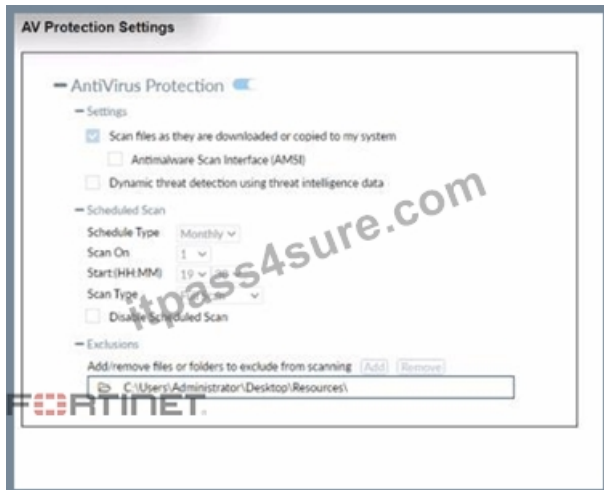 AV Protection Settings
AntiVirus Protection
Settings
Scan files as they are downloaded or copied to my system
Antimalware Scan Interface (AMSI)
Dynamic threat detection using threat intelligence data
Scheduled Scan
Schedule Type Monthly
Scan On 1
Start:(HH:MM) 19
Scan Type
Disable Scheduled Scan
Exclusions
Add/remove files or folders to exclude from scanning Add Remove
C:\Users\Administrator\Desktop\Resources\
FORTINET
itpass4sure.com